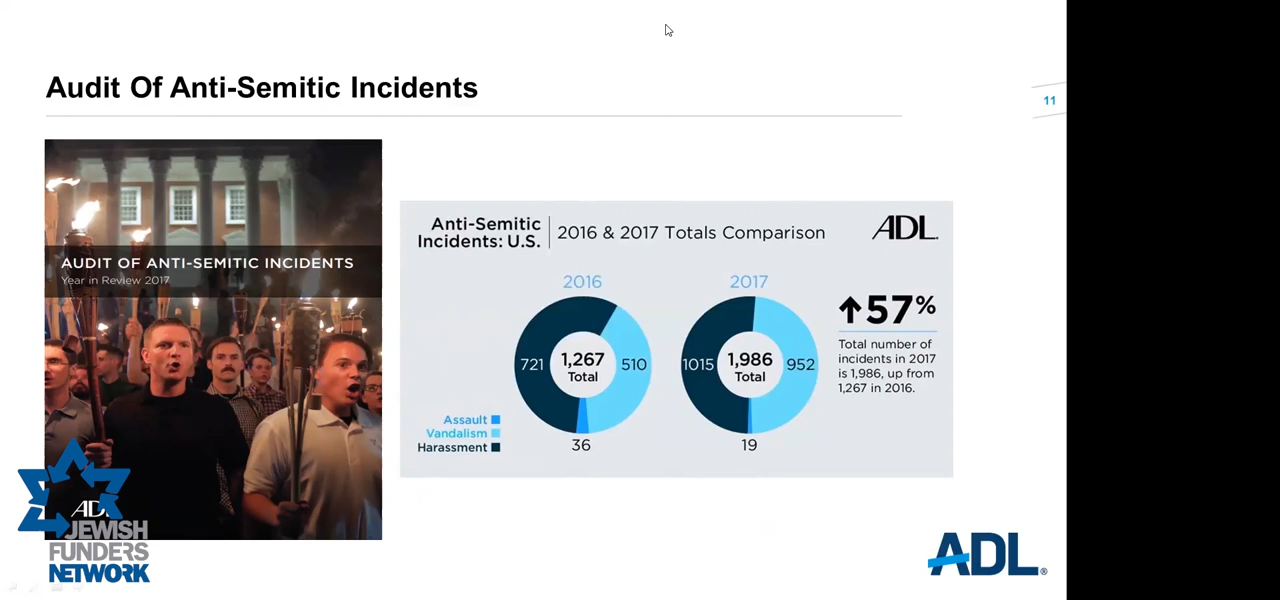 Audit Of Anti-Semitic Incidents
11
AUDIT OF ANTI-SEMITIC INCIDENTS
Year in Review 2017
AD
JEWISH
FUNDERS
NETWORK
Anti-Semitic
Incidents: U.S.
2016 & 2017 Totals Comparison
ADL
2016
721
1,267
Total
510
36
2017
1015
1,986
Total
952
19
Assault
Vandalism
Harassment
↑57%
Total number of
incidents in 2017
is 1,986, up from
1,267 in 2016.
ADL®